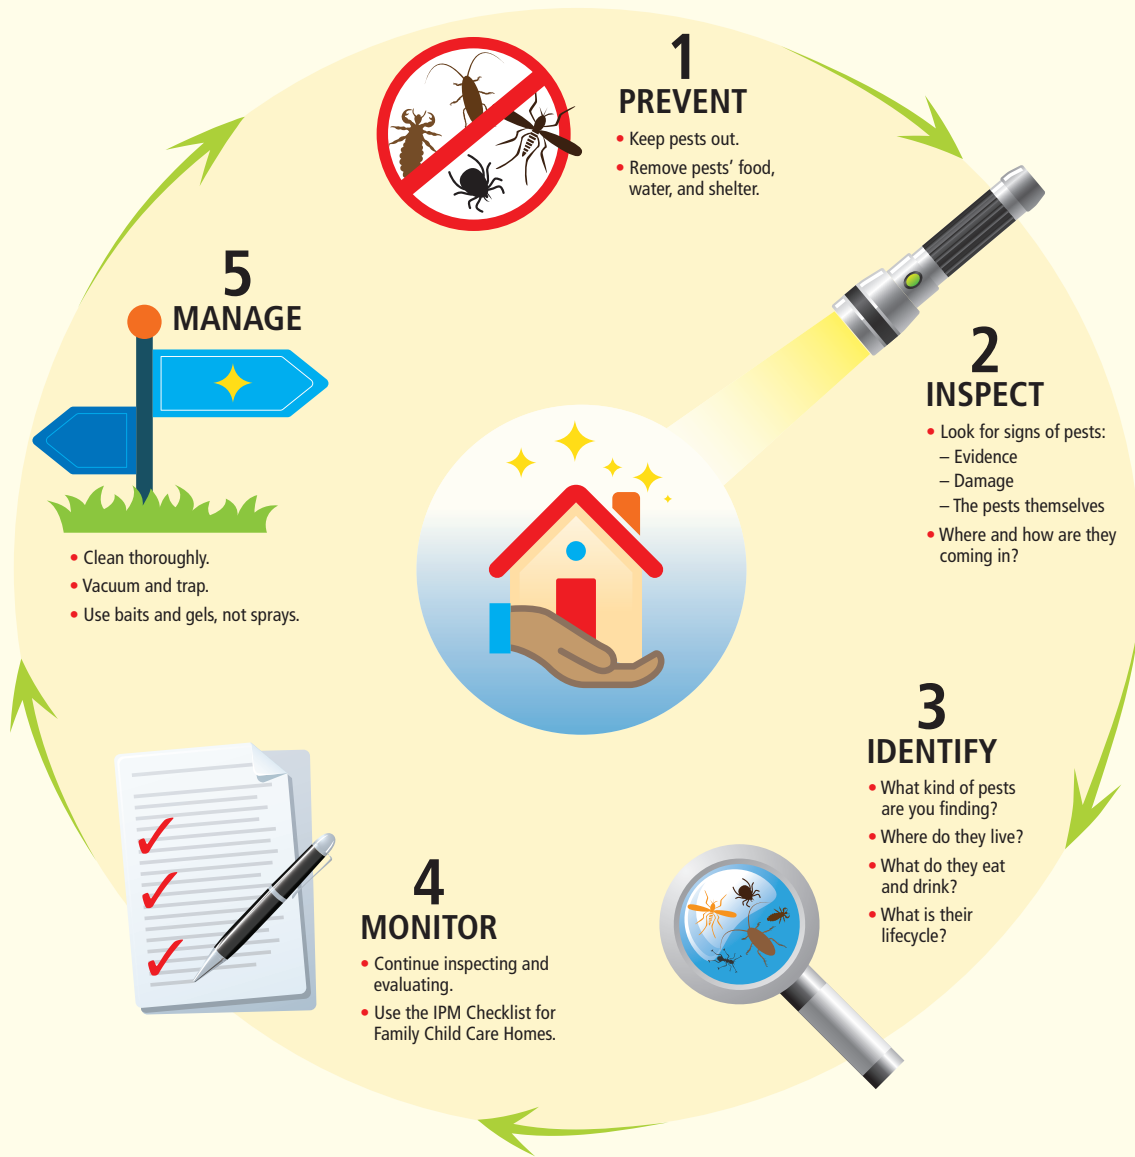 1
PREVENT
• Keep pests out.
• Remove pests’ food,
water, and shelter.
2
INSPECT
• Look for signs of pests:
– Evidence
– Damage
– The pests themselves
• Where and how are they
coming in?
3
IDENTIFY
• What kind of pests
are you finding?
• Where do they live?
• What do they eat
and drink?
• What is their
lifecycle?
4
MONITOR
• Continue inspecting and
evaluating.
• Use the IPM Checklist for
Family Child Care Homes.
5
MANAGE
• Clean thoroughly.
• Vacuum and trap.
• Use baits and gels, not sprays.